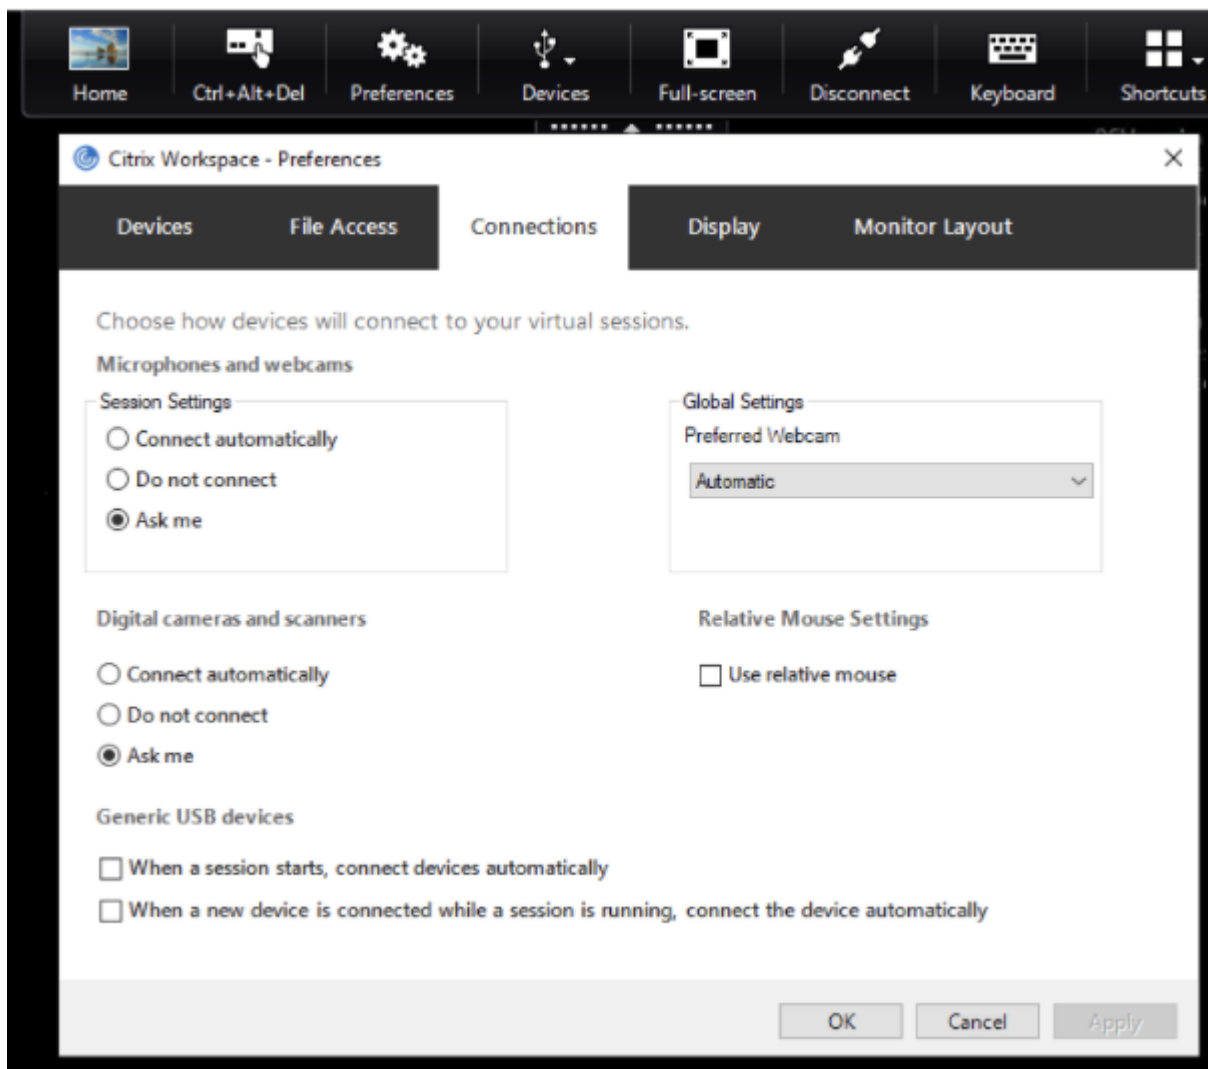 Home Ctrl+Alt+Del Preferences Devices Full-screen Disconnect Keyboard Shortcuts
Citrix Workspace - Preferences
Devices File Access Connections Display Monitor Layout
Choose how devices will connect to your virtual sessions.
Microphones and webcams
Session Settings
Connect automatically
Do not connect
Ask me
Global Settings
Preferred Webcam
Automatic
Digital cameras and scanners
Connect automatically
Do not connect
Ask me
Relative Mouse Settings
Use relative mouse
Generic USB devices
When a session starts, connect devices automatically
When a new device is connected while a session is running, connect the device automatically
OK Cancel Apply